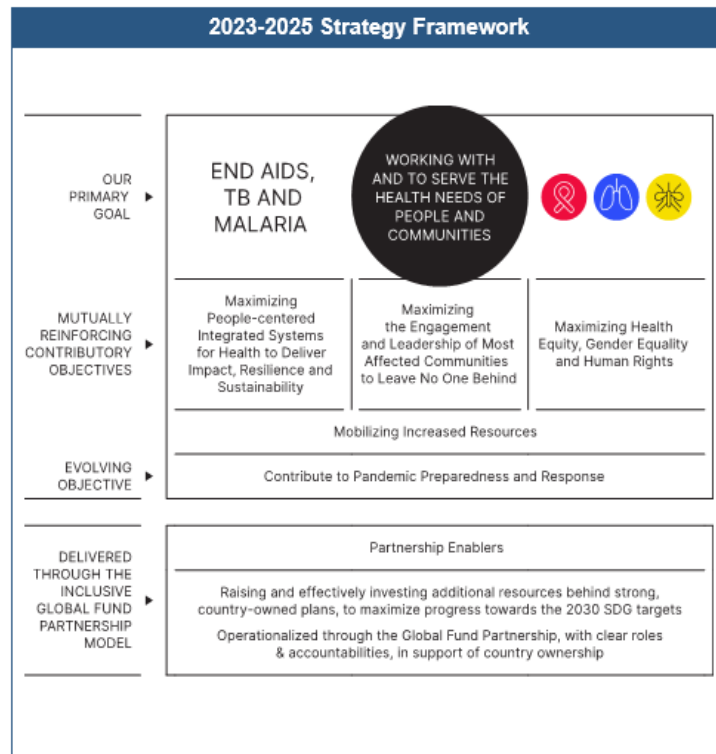 2023-2025 Strategy Framework
OUR
PRIMARY
GOAL
END AIDS,
TB AND
MALARIA
WORKING WITH
AND TO SERVE THE
HEALTH NEEDS OF
PEOPLE AND
COMMUNITIES
MUTUALLY
REINFORCING
CONTRIBUTORY
OBJECTIVES
Maximizing
People-centered
Integrated Systems
for Health to Deliver
Impact, Resilience and
Sustainability
Maximizing
the Engagement
and Leadership of Most
Affected Communities
to Leave No One Behind
Maximizing Health
Equity, Gender Equality
and Human Rights
Mobilizing Increased Resources
EVOLVING
OBJECTIVE
Contribute to Pandemic Preparedness and Response
DELIVERED
THROUGH THE
INCLUSIVE
GLOBAL FUND
PARTNERSHIP
MODEL
Partnership Enablers
Raising and effectively investing additional resources behind strong,
country-owned plans, to maximize progress towards the 2030 SDG targets
Operationalized through the Global Fund Partnership, with clear roles
& accountabilities, in support of country ownership